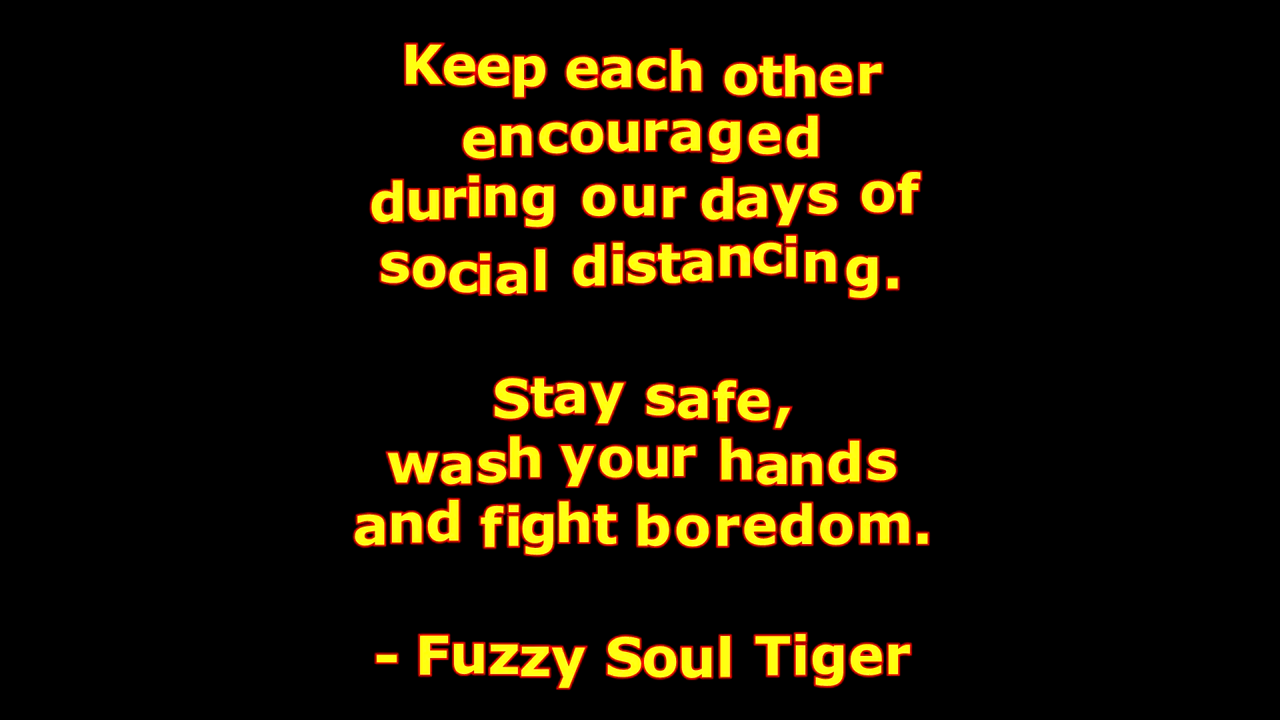 Keep each other
encouraged
during our days of
social distancing.
Stay safe,
wash your hands
and fight boredom.
- Fuzzy Soul Tiger